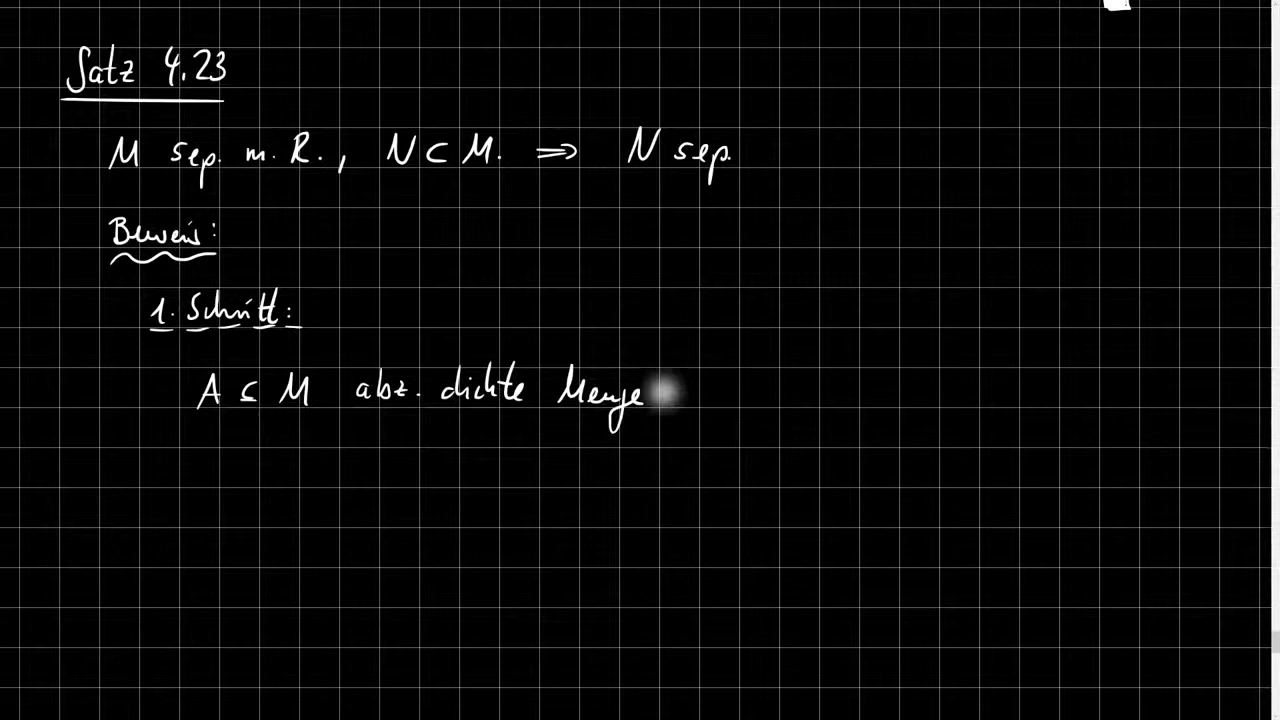 Satz 4.23
M sep. m. R., N ⊂ M. ⟹ N sep.
Beweis:
1. Schritt:
A ⊆ M abz. dichte Menge